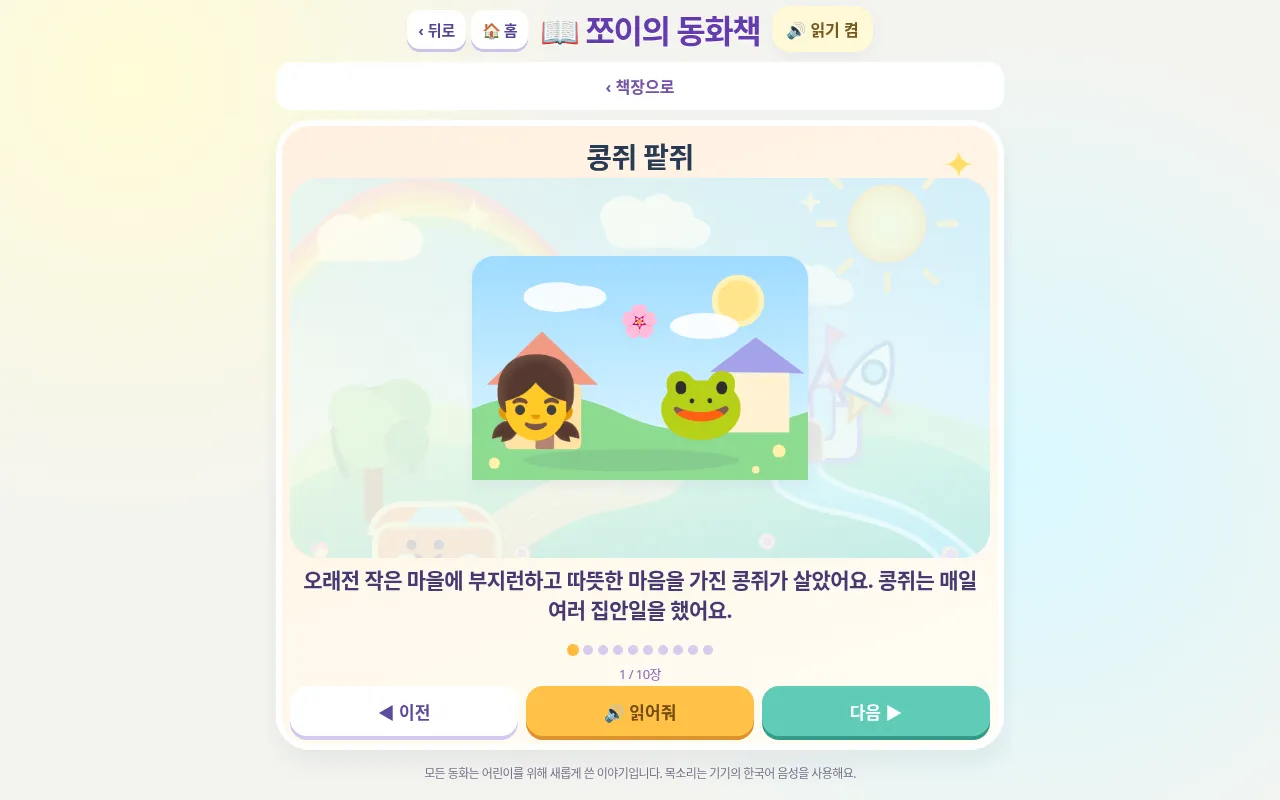 ‹ 뒤로
🏠 홈
📖 쪼이의 동화책
🔊 읽기 켬
‹ 책장으로
콩쥐 팥쥐
오래전 작은 마을에 부지런하고 따뜻한 마음을 가진 콩쥐가 살았어요. 콩쥐는 매일
여러 집안일을 했어요.
1 / 10장
◀ 이전
🔊 읽어줘
다음 ▶
모든 동화는 어린이를 위해 새롭게 쓴 이야기입니다. 목소리는 기기의 한국어 음성을 사용해요.